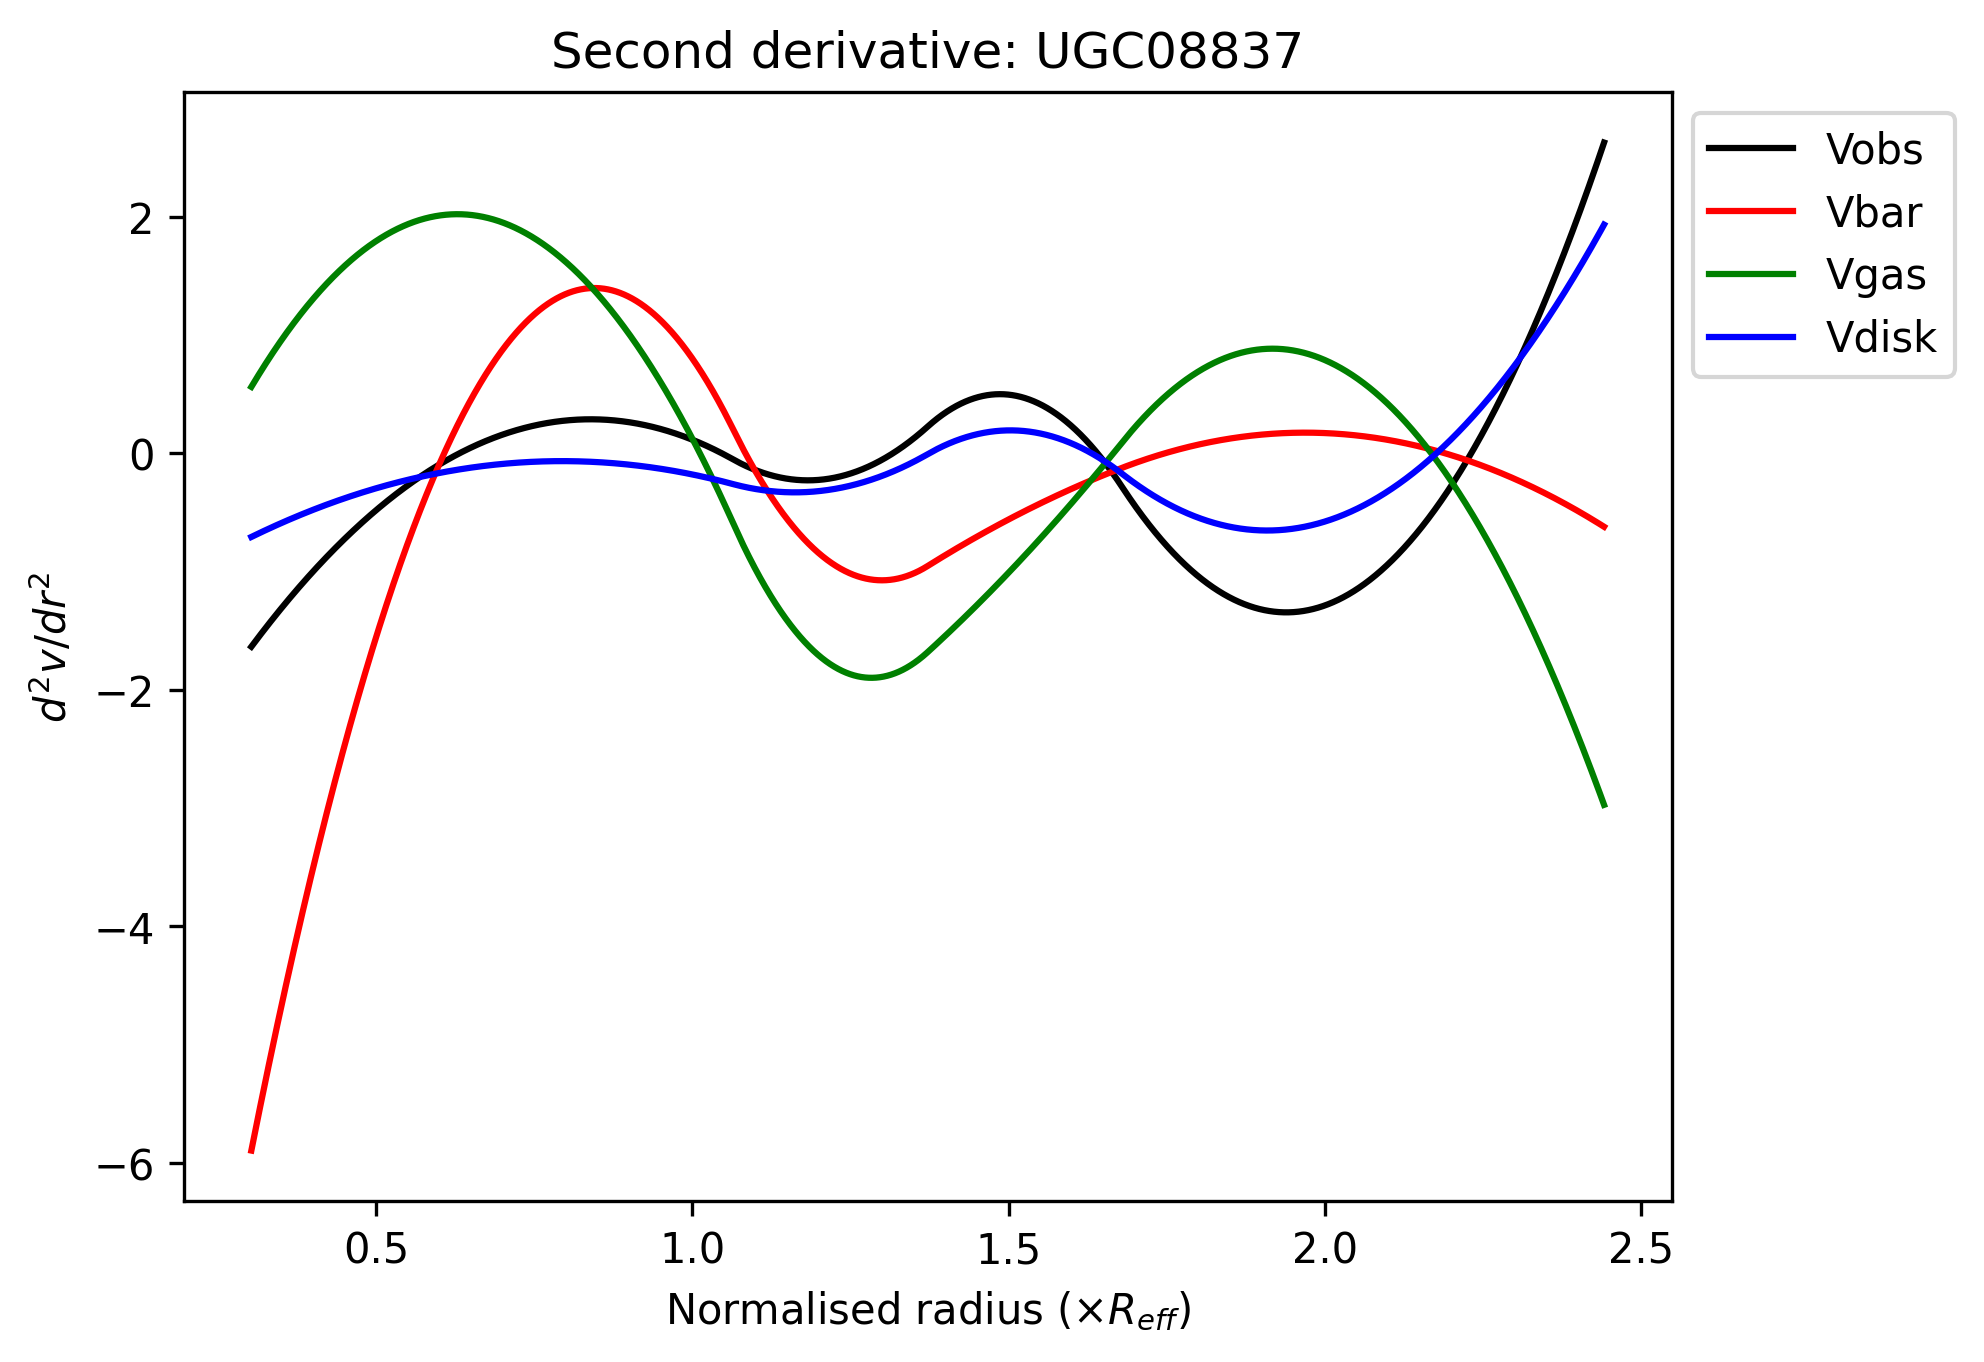 Second derivative: UGC08837
Vobs
Vbar
Vgas
Vdisk
2
0
−2
−4
−6
d²v/dr²
0.5 1.0 1.5 2.0 2.5
Normalised radius (×R_eff)